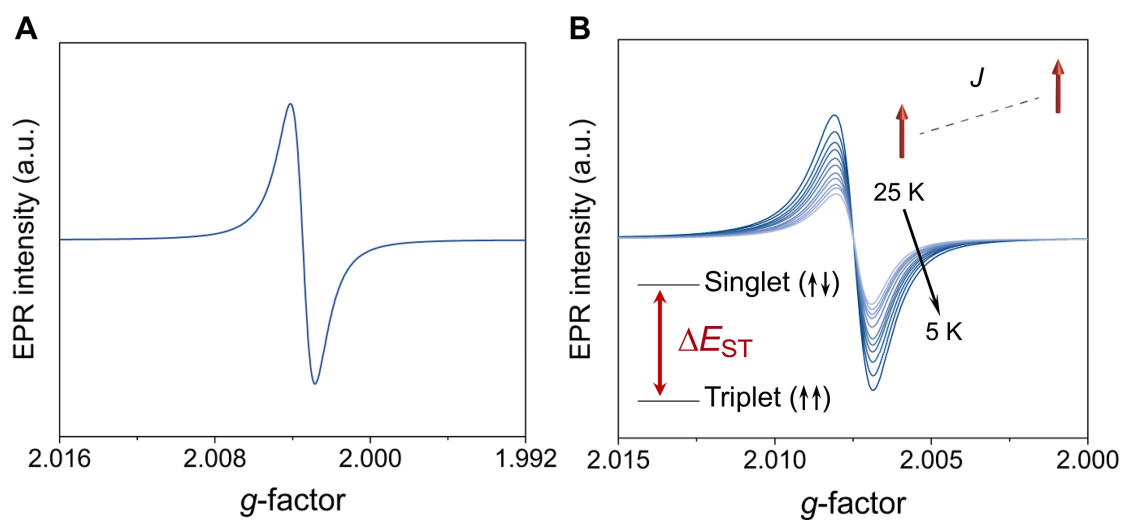 A
EPR intensity (a.u.)
2.016 2.008 2.000 1.992
g-factor
B
EPR intensity (a.u.)
J
25 K
5 K
Singlet (↑↓)
ΔE_ST
Triplet (↑↑)
2.015 2.010 2.005 2.000
g-factor